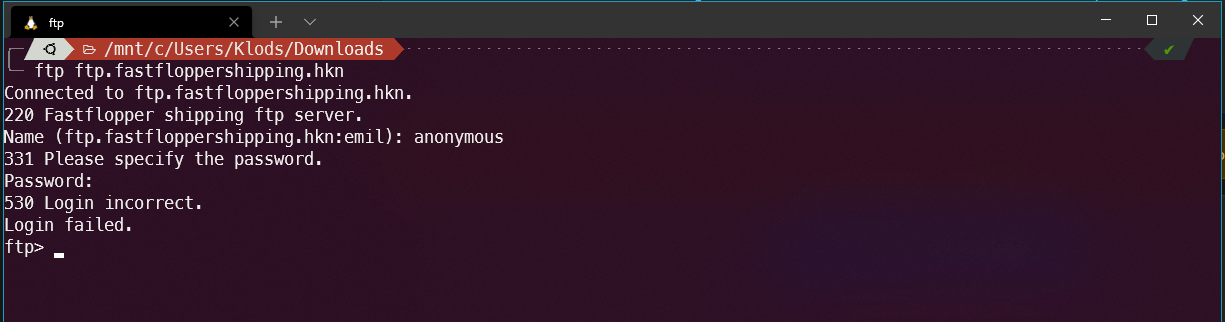 ftp
/mnt/c/Users/Klods/Downloads
ftp ftp.fastfloppershipping.hkn
Connected to ftp.fastfloppershipping.hkn.
220 Fastflopper shipping ftp server.
Name (ftp.fastfloppershipping.hkn:emil): anonymous
331 Please specify the password.
Password:
530 Login incorrect.
Login failed.
ftp>